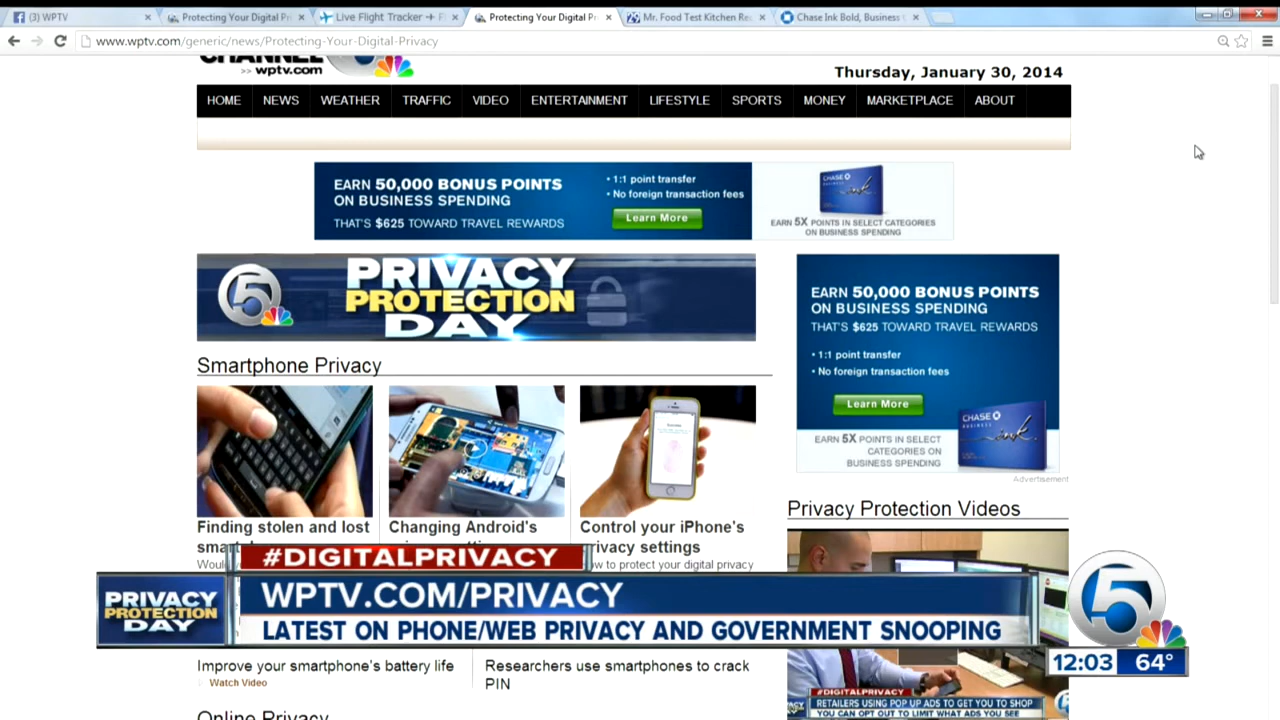 (3) WPTV
Protecting Your Digital Pr
Live Flight Tracker
Protecting Your Digital Pr
Mr. Food Test Kitchen Re
Chase Ink Bold, Business
www.wptv.com/generic/news/Protecting-Your-Digital-Privacy
CHANNEL 5
>> wptv.com
Thursday, January 30, 2014
HOME NEWS WEATHER TRAFFIC VIDEO ENTERTAINMENT LIFESTYLE SPORTS MONEY MARKETPLACE ABOUT
EARN 50,000 BONUS POINTS
ON BUSINESS SPENDING
THAT'S $625 TOWARD TRAVEL REWARDS
• 1:1 point transfer
• No foreign transaction fees
Learn More
CHASE
BUSINESS
ink
EARN 5X POINTS IN SELECT CATEGORIES
ON BUSINESS SPENDING
5
PRIVACY
PROTECTION
DAY
EARN 50,000 BONUS POINTS
ON BUSINESS SPENDING
THAT'S $625 TOWARD TRAVEL REWARDS
• 1:1 point transfer
• No foreign transaction fees
Learn More
EARN 5X POINTS IN SELECT
CATEGORIES ON
BUSINESS SPENDING
CHASE
BUSINESS
ink
Advertisement
Smartphone Privacy
Finding stolen and lost
Changing Android's
Control your iPhone's
privacy settings
to protect your digital privacy
Privacy Protection Videos
#DIGITALPRIVACY
PRIVACY
PROTECTION
DAY
WPTV.COM/PRIVACY
LATEST ON PHONE/WEB PRIVACY AND GOVERNMENT SNOOPING
5
12:03 64°
Improve your smartphone's battery life
Watch Video
Researchers use smartphones to crack
PIN
Online Privacy
#DIGITALPRIVACY
RETAILERS USING POP UP ADS TO GET YOU TO SHOP
YOU CAN OPT OUT TO LIMIT WHAT ADS YOU SEE